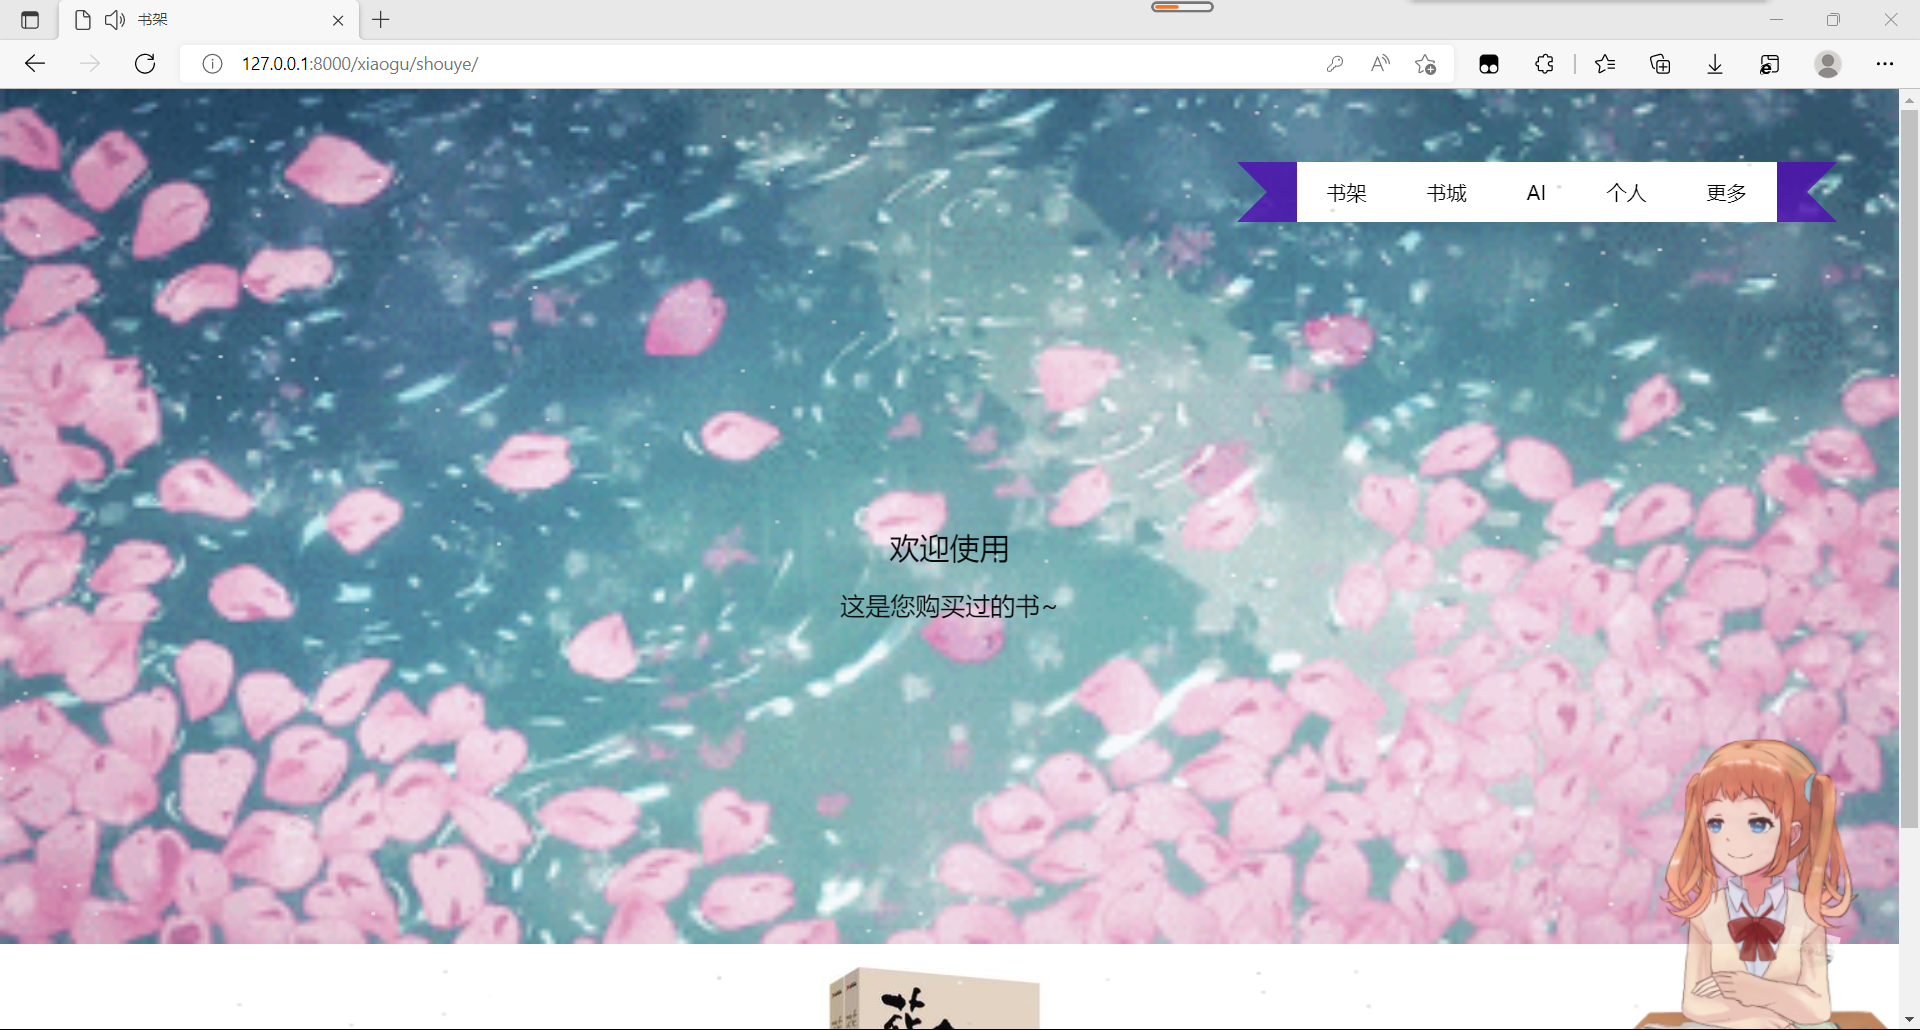 书架
127.0.0.1:8000/xiaogu/shouye/
书架 书城 AI 个人 更多
欢迎使用
这是您购买过的书~